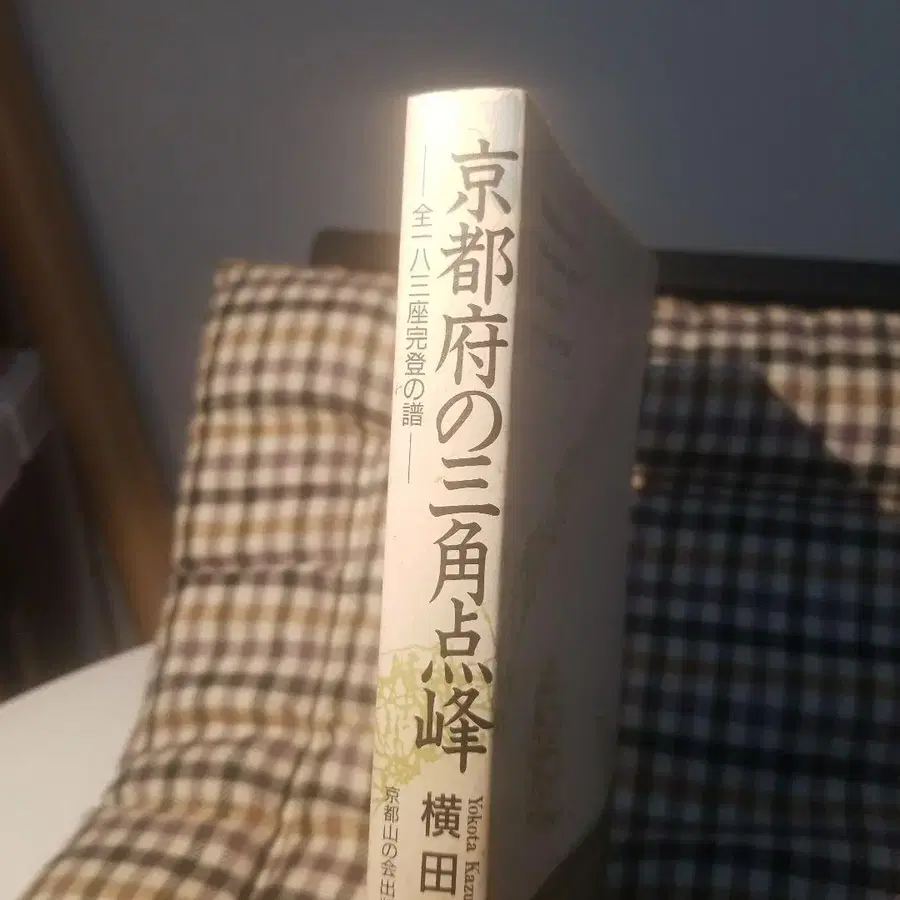 京都府の三角点峰
—全一八三座完登の譜—
横田
Yokota Kazu
京都山の会出